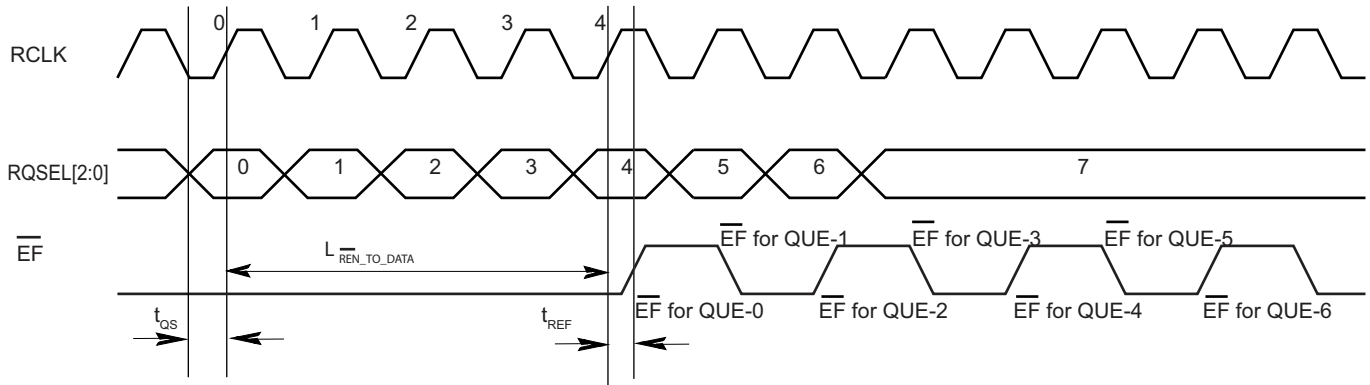 0 1 2 3 4
RCLK
RQSEL[2:0] 0 1 2 3 4 5 6 7
EF for QUE-1 EF for QUE-3 EF for QUE-5
EF
L REN_TO_DATA
EF for QUE-0 EF for QUE-2 EF for QUE-4 EF for QUE-6
tQS tREF